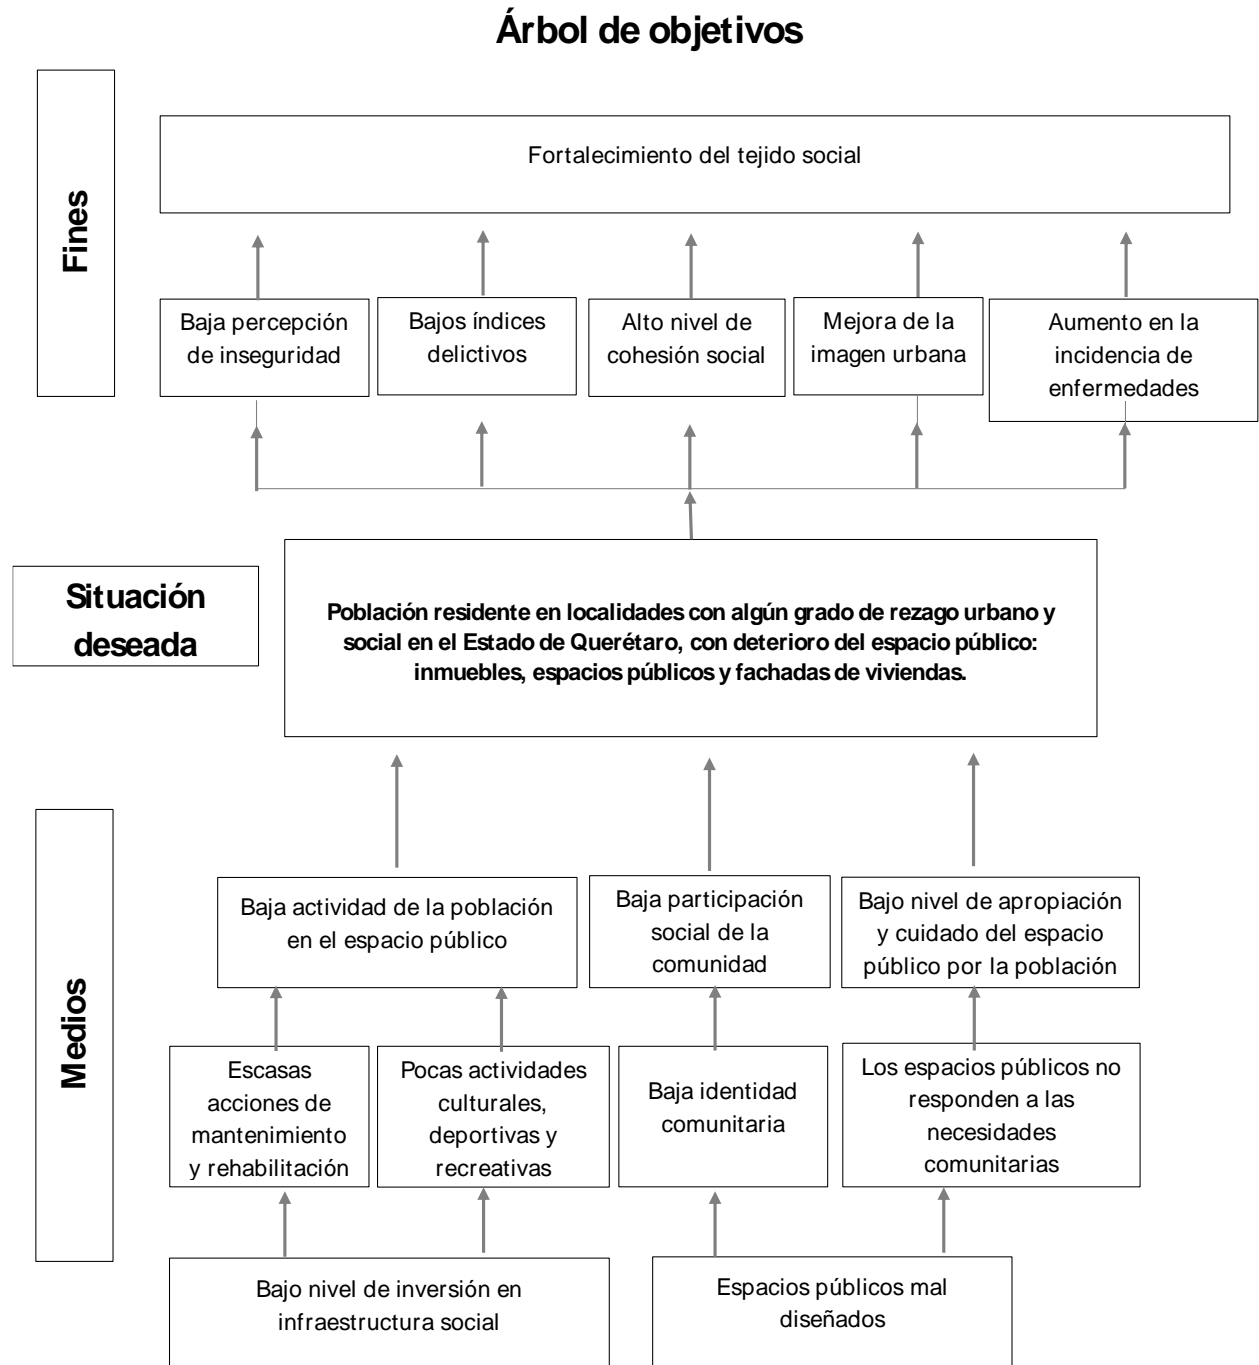 Árbol de objetivos
Fines
Fortalecimiento del tejido social
Baja percepción
de inseguridad
Bajos índices
delictivos
Alto nivel de
cohesión social
Mejora de la
imagen urbana
Aumento en la
incidencia de
enfermedades
Situación
deseada
Población residente en localidades con algún grado de rezago urbano y
social en el Estado de Querétaro, con deterioro del espacio público:
inmuebles, espacios públicos y fachadas de viviendas.
Medios
Baja actividad de la población
en el espacio público
Baja participación
social de la
comunidad
Bajo nivel de apropiación
y cuidado del espacio
público por la población
Escasas
acciones de
mantenimiento
y rehabilitación
Pocas actividades
culturales,
deportivas y
recreativas
Baja identidad
comunitaria
Los espacios públicos no
responden a las
necesidades
comunitarias
Bajo nivel de inversión en
infraestructura social
Espacios públicos mal
diseñados